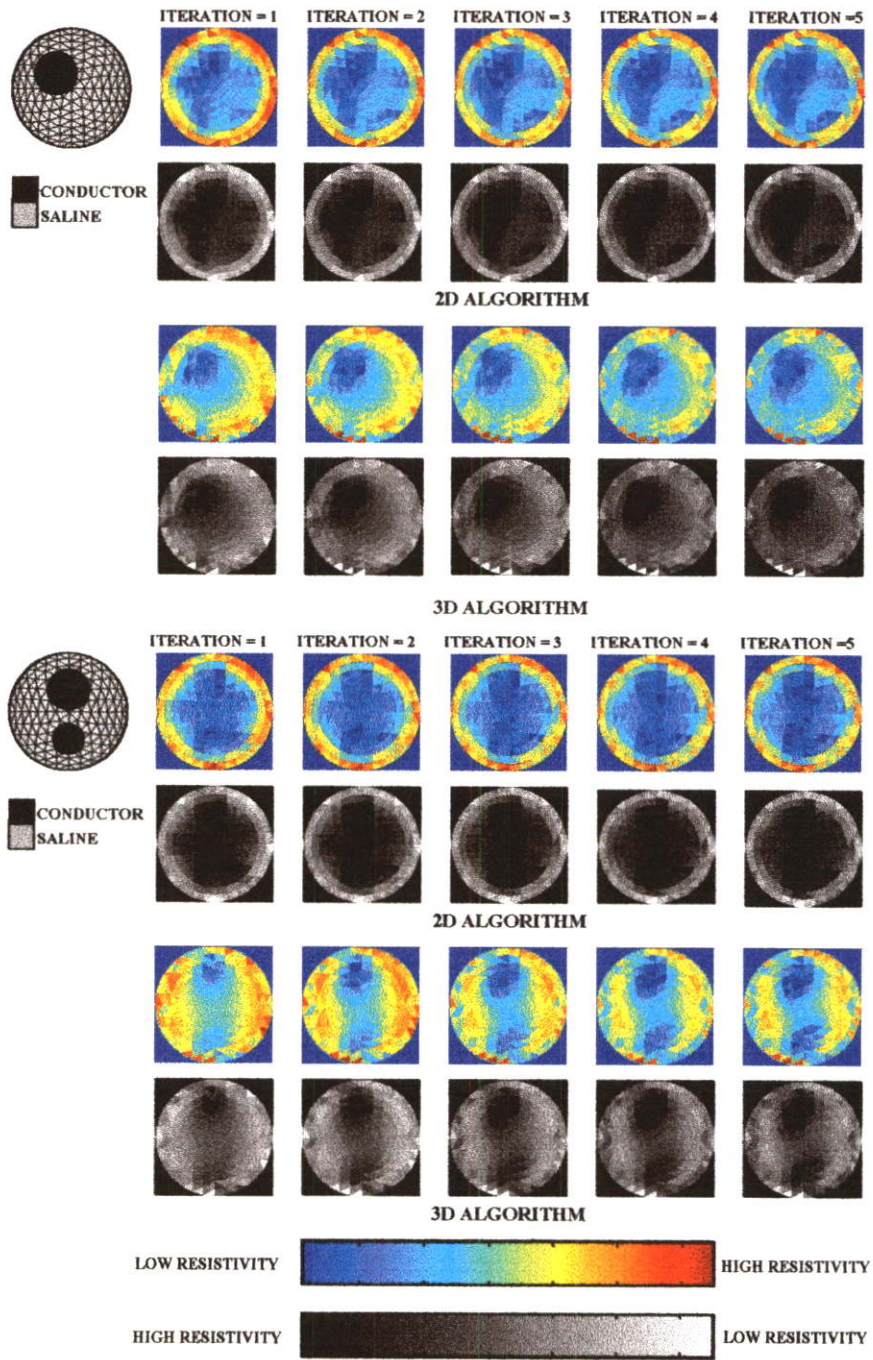 ITERATION = 1 ITERATION = 2 ITERATION = 3 ITERATION = 4 ITERATION =5
CONDUCTOR
SALINE
2D ALGORITHM
3D ALGORITHM
ITERATION = 1 ITERATION = 2 ITERATION = 3 ITERATION = 4 ITERATION =5
CONDUCTOR
SALINE
2D ALGORITHM
3D ALGORITHM
LOW RESISTIVITY HIGH RESISTIVITY
HIGH RESISTIVITY LOW RESISTIVITY